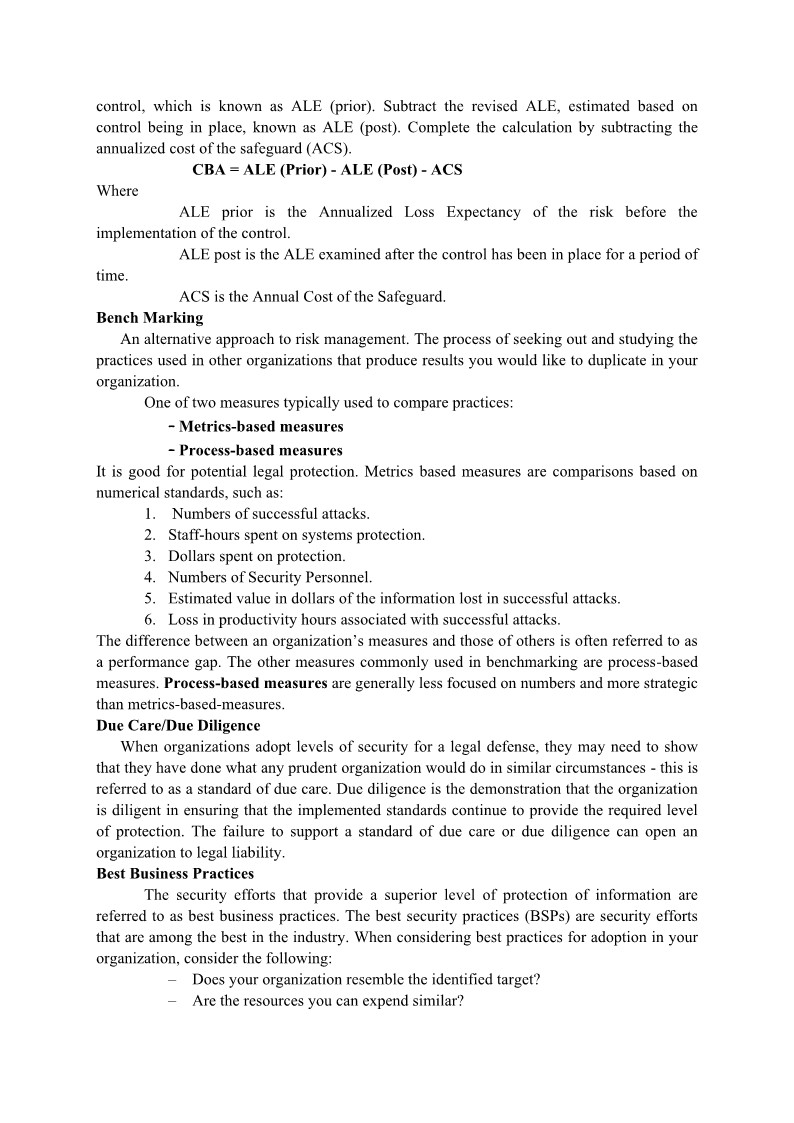 control, which is known as ALE (prior). Subtract the revised ALE, estimated based on
control being in place, known as ALE (post). Complete the calculation by subtracting the
annualized cost of the safeguard (ACS).
CBA = ALE (Prior) - ALE (Post) - ACS
Where
ALE prior is the Annualized Loss Expectancy of the risk before the
implementation of the control.
ALE post is the ALE examined after the control has been in place for a period of
time.
ACS is the Annual Cost of the Safeguard.
Bench Marking
An alternative approach to risk management. The process of seeking out and studying the
practices used in other organizations that produce results you would like to duplicate in your
organization.
One of two measures typically used to compare practices:
- Metrics-based measures
- Process-based measures
It is good for potential legal protection. Metrics based measures are comparisons based on
numerical standards, such as:
1. Numbers of successful attacks.
2. Staff-hours spent on systems protection.
3. Dollars spent on protection.
4. Numbers of Security Personnel.
5. Estimated value in dollars of the information lost in successful attacks.
6. Loss in productivity hours associated with successful attacks.
The difference between an organization’s measures and those of others is often referred to as
a performance gap. The other measures commonly used in benchmarking are process-based
measures. Process-based measures are generally less focused on numbers and more strategic
than metrics-based-measures.
Due Care/Due Diligence
When organizations adopt levels of security for a legal defense, they may need to show
that they have done what any prudent organization would do in similar circumstances - this is
referred to as a standard of due care. Due diligence is the demonstration that the organization
is diligent in ensuring that the implemented standards continue to provide the required level
of protection. The failure to support a standard of due care or due diligence can open an
organization to legal liability.
Best Business Practices
The security efforts that provide a superior level of protection of information are
referred to as best business practices. The best security practices (BSPs) are security efforts
that are among the best in the industry. When considering best practices for adoption in your
organization, consider the following:
– Does your organization resemble the identified target?
– Are the resources you can expend similar?